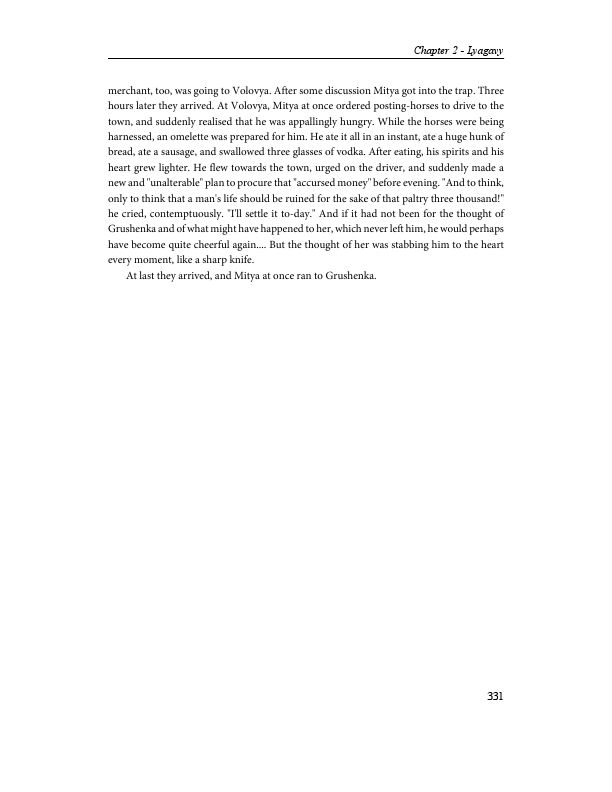 Chapter 2 - Lyagavy
merchant, too, was going to Volovya. After some discussion Mitya got into the trap. Three
hours later they arrived. At Volovya, Mitya at once ordered posting-horses to drive to the
town, and suddenly realised that he was appallingly hungry. While the horses were being
harnessed, an omelette was prepared for him. He ate it all in an instant, ate a huge hunk of
bread, ate a sausage, and swallowed three glasses of vodka. After eating, his spirits and his
heart grew lighter. He flew towards the town, urged on the driver, and suddenly made a
new and "unalterable" plan to procure that "accursed money" before evening. "And to think,
only to think that a man's life should be ruined for the sake of that paltry three thousand!"
he cried, contemptuously. "I'll settle it to-day." And if it had not been for the thought of
Grushenka and of what might have happened to her, which never left him, he would perhaps
have become quite cheerful again.... But the thought of her was stabbing him to the heart
every moment, like a sharp knife.
At last they arrived, and Mitya at once ran to Grushenka.
331